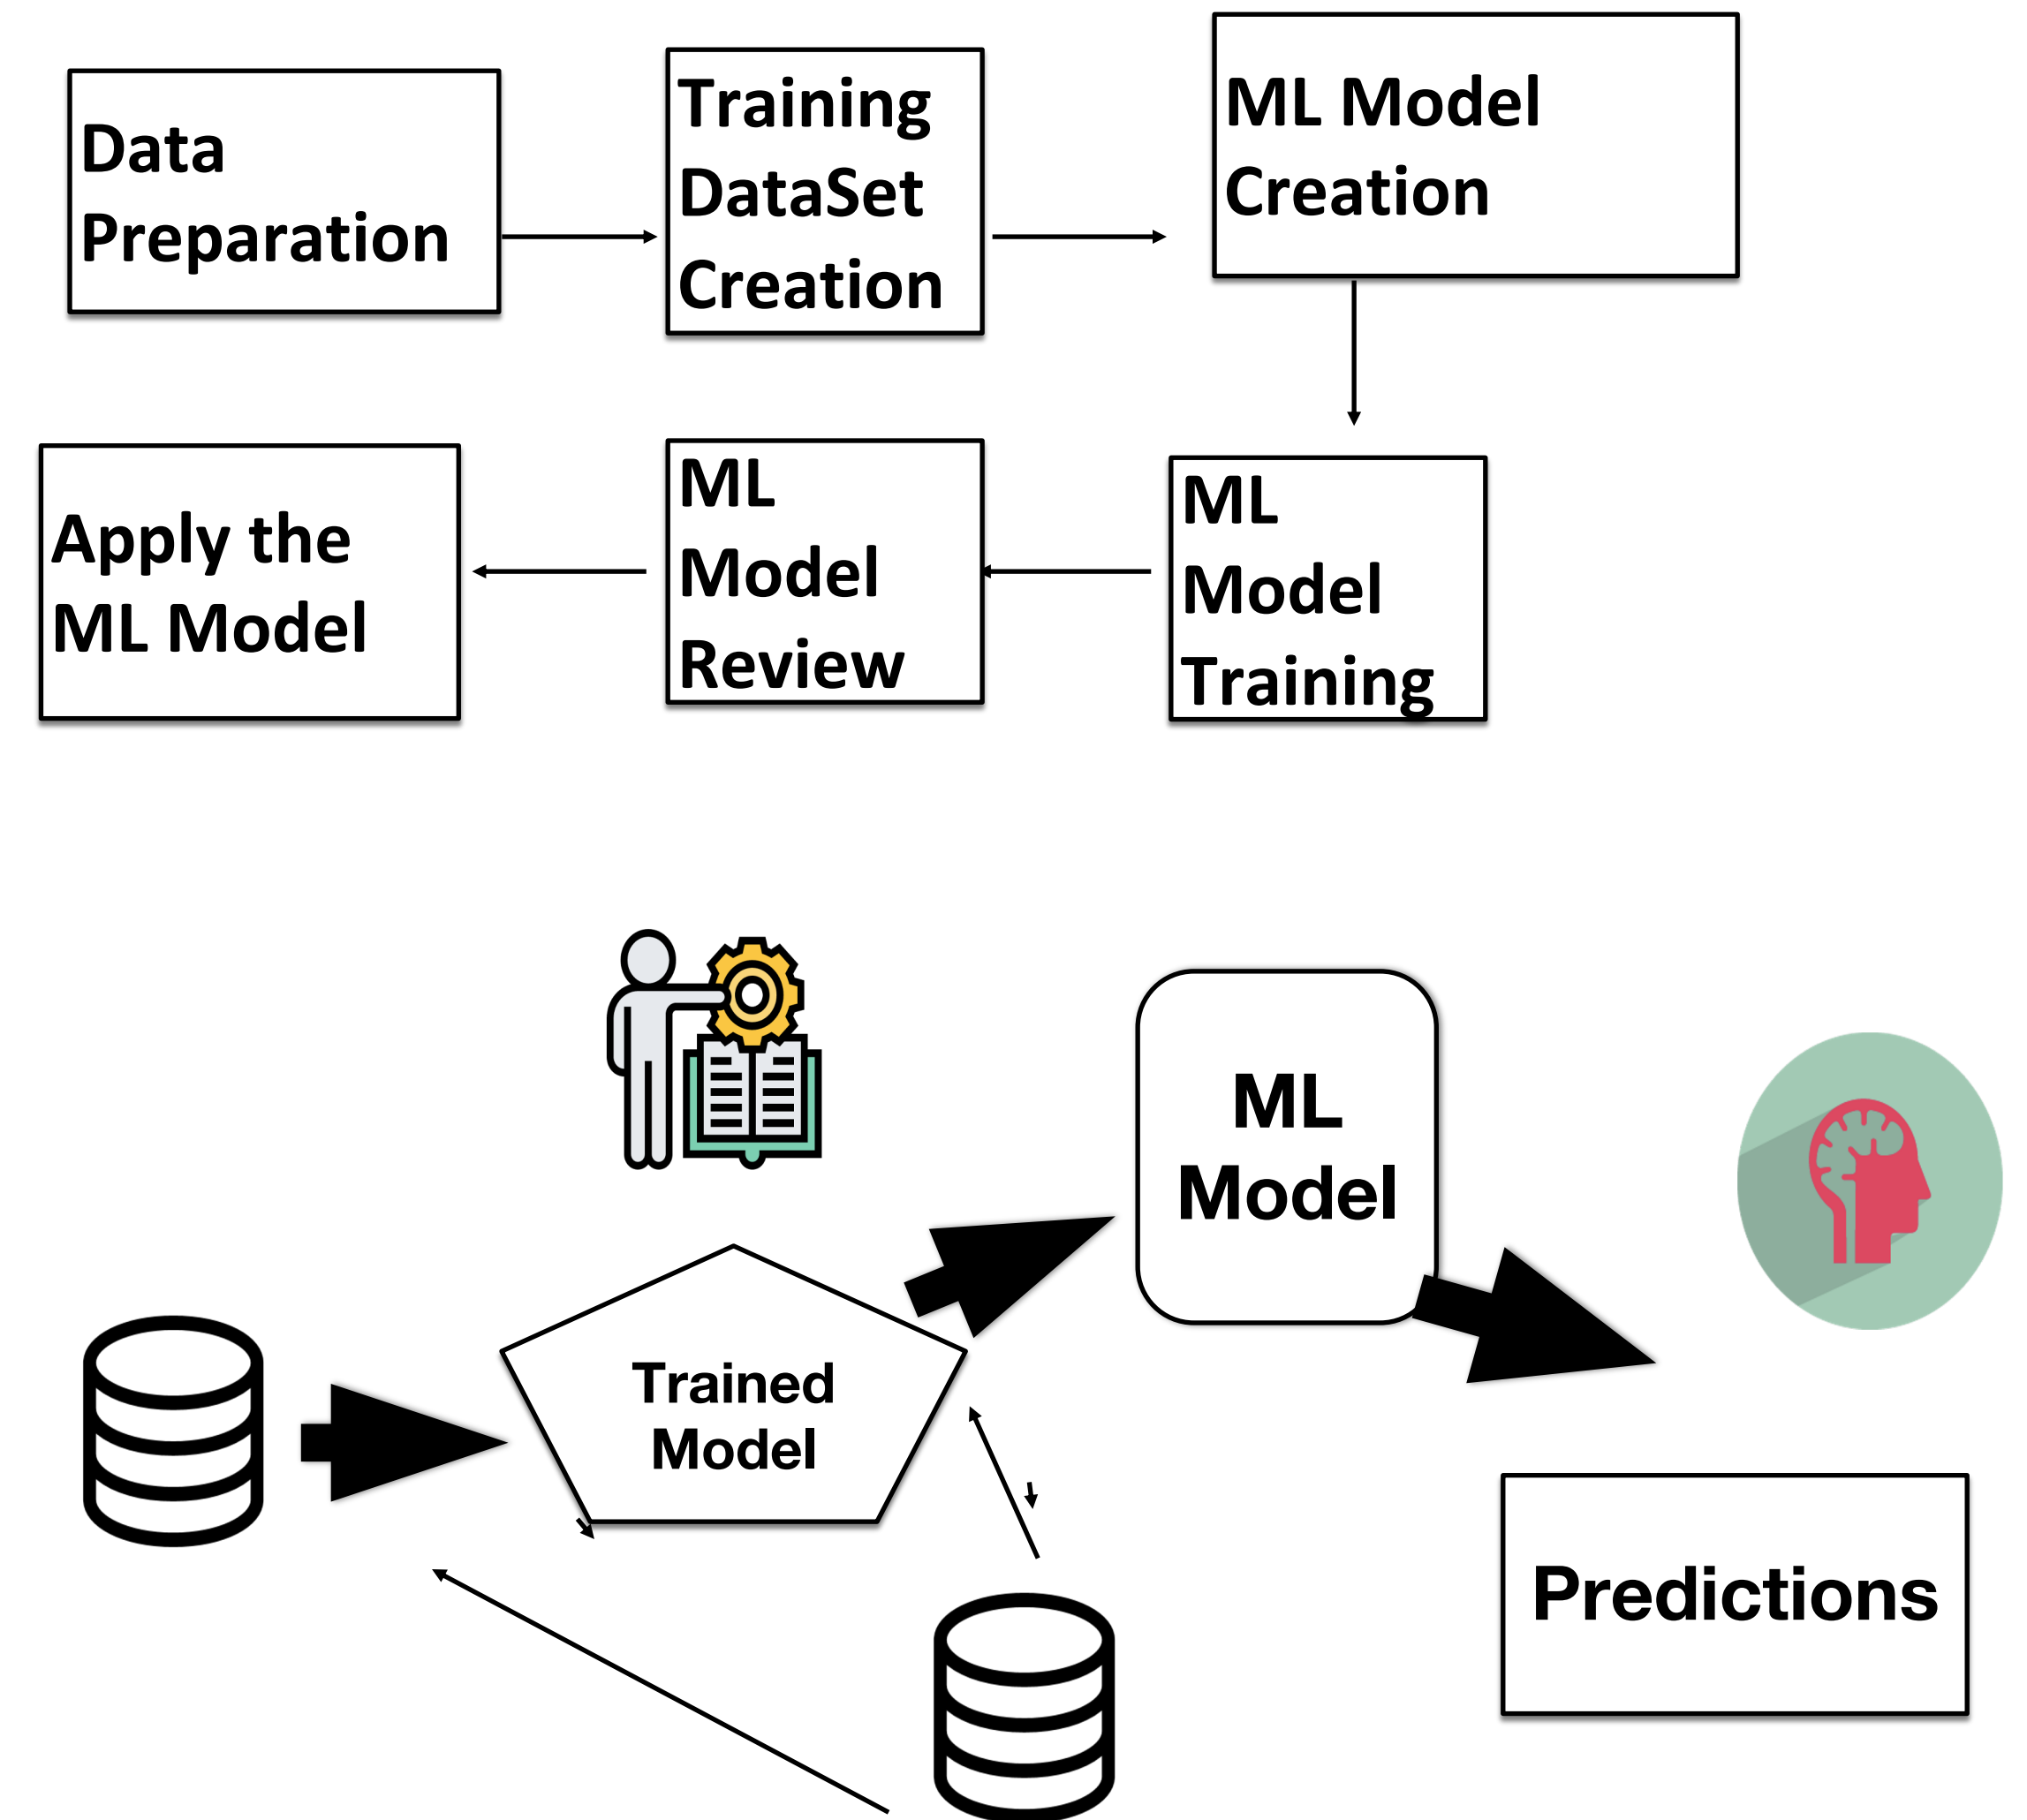 Data
Preparation
Training
DataSet
Creation
ML Model
Creation
Apply the
ML Model
ML
Model
Review
ML
Model
Training
ML
Model
Trained
Model
Predictions